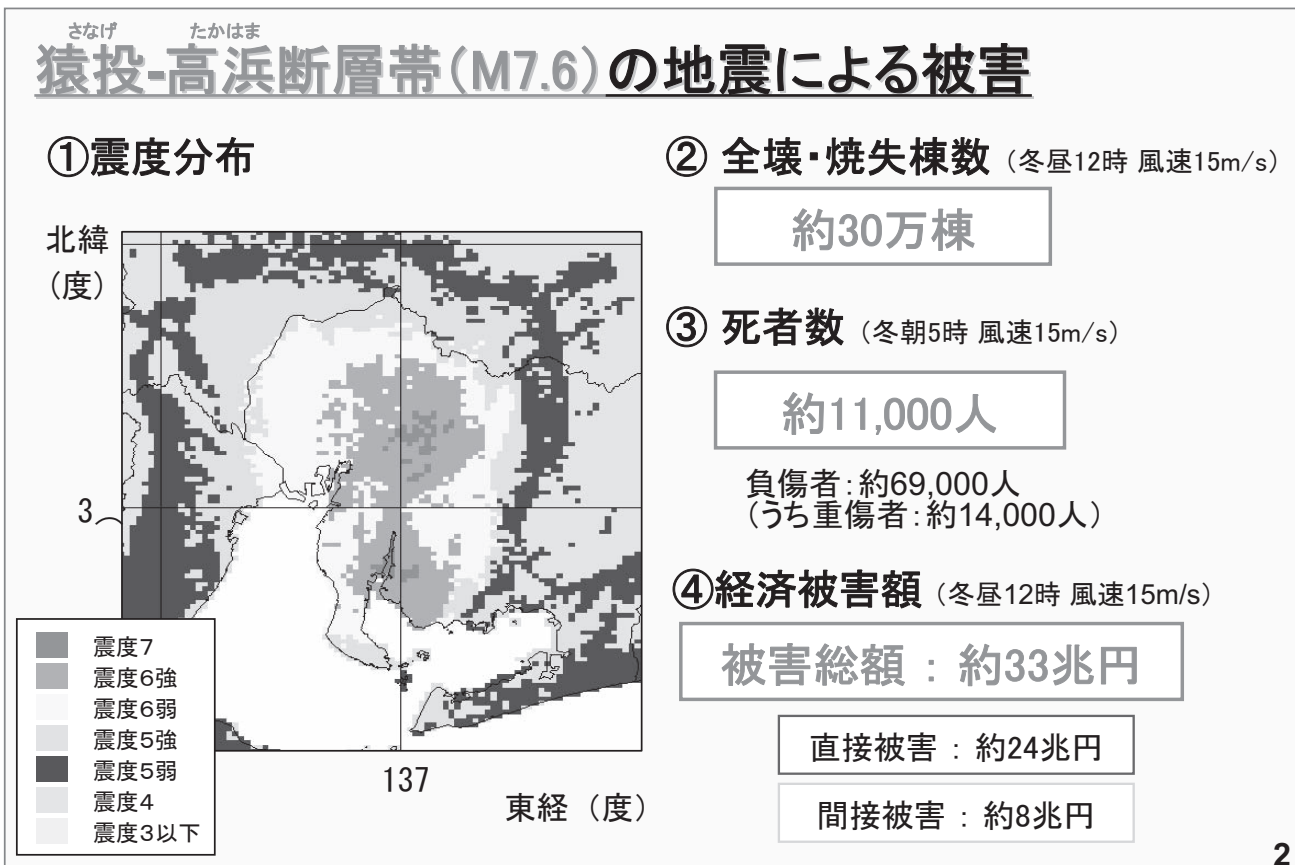 さなげ たかはま
猿投-高浜断層帯（M7.6）の地震による被害
①震度分布
北緯
（度）
3
137
東経（度）
震度7
震度6強
震度6弱
震度5強
震度5弱
震度4
震度3以下
② 全壊・焼失棟数（冬昼12時 風速15m/s）
約30万棟
③ 死者数（冬朝5時 風速15m/s）
約11,000人
負傷者：約69,000人
（うち重傷者：約14,000人）
④経済被害額（冬昼12時 風速15m/s）
被害総額：約33兆円
直接被害：約24兆円
間接被害：約8兆円
2